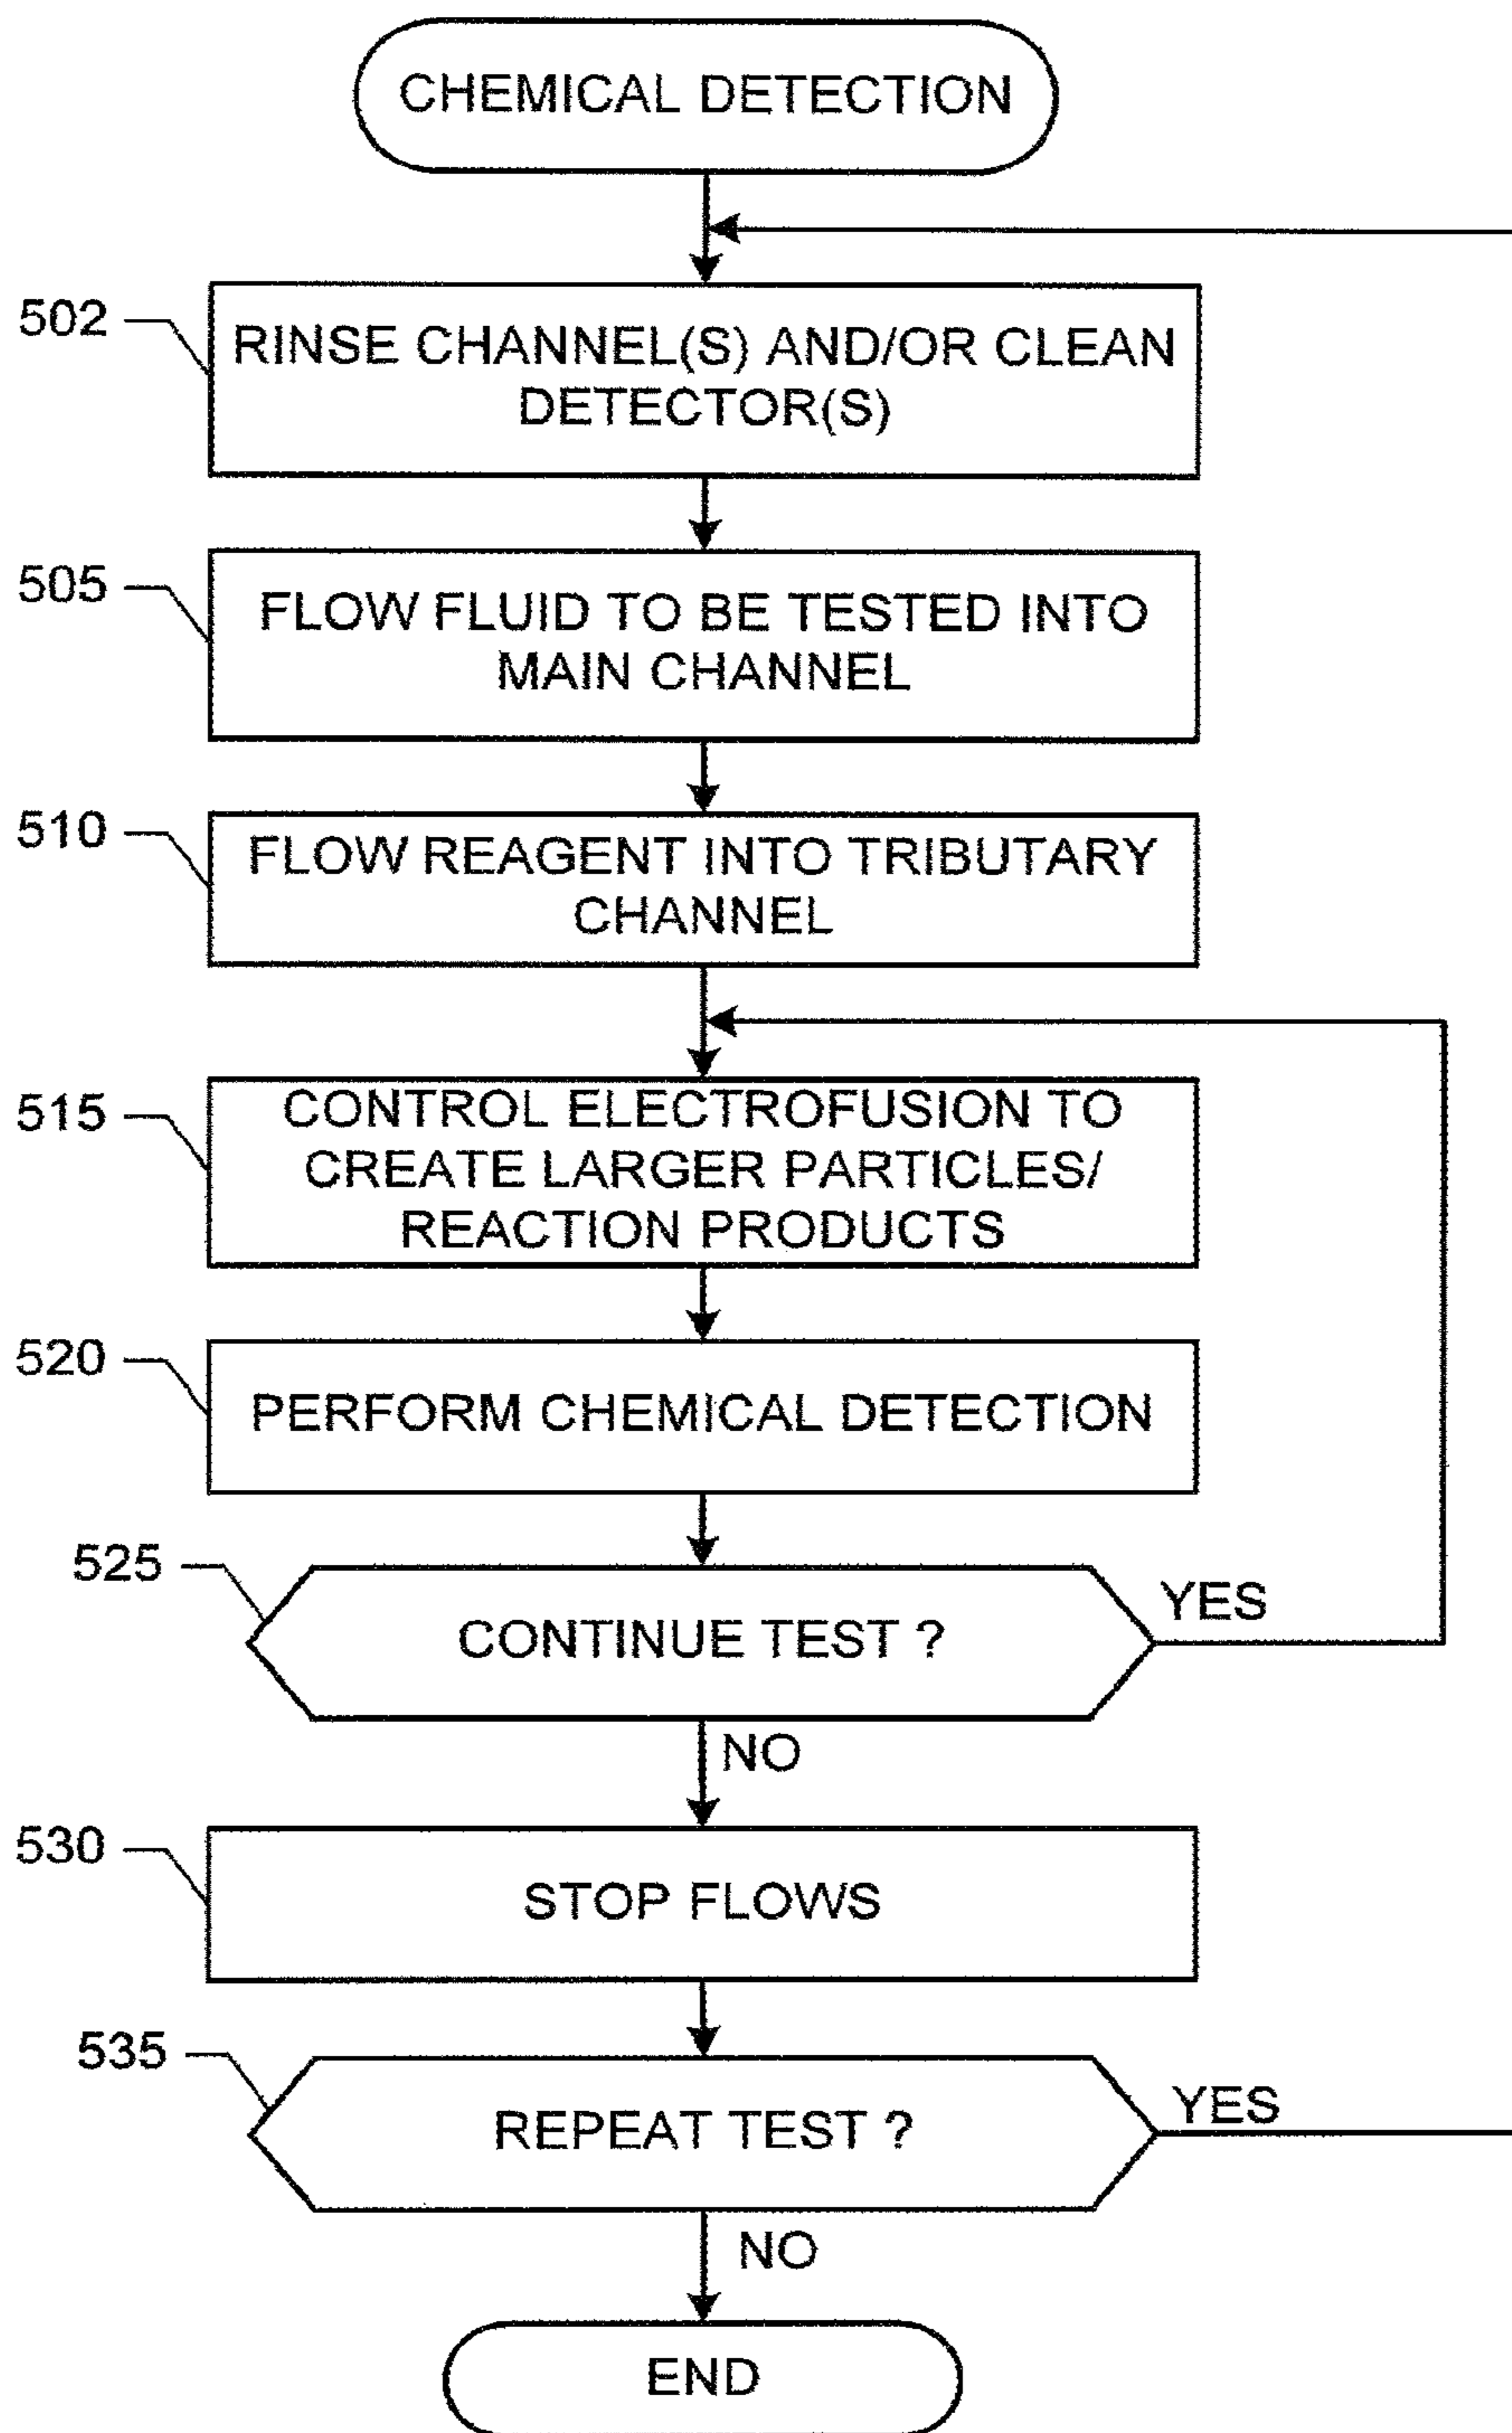 CHEMICAL DETECTION
502
RINSE CHANNEL(S) AND/OR CLEAN
DETECTOR(S)
505
FLOW FLUID TO BE TESTED INTO
MAIN CHANNEL
510
FLOW REAGENT INTO TRIBUTARY
CHANNEL
515
CONTROL ELECTROFUSION TO
CREATE LARGER PARTICLES/
REACTION PRODUCTS
520
PERFORM CHEMICAL DETECTION
525
CONTINUE TEST ?
YES
NO
530
STOP FLOWS
535
REPEAT TEST ?
YES
NO
END